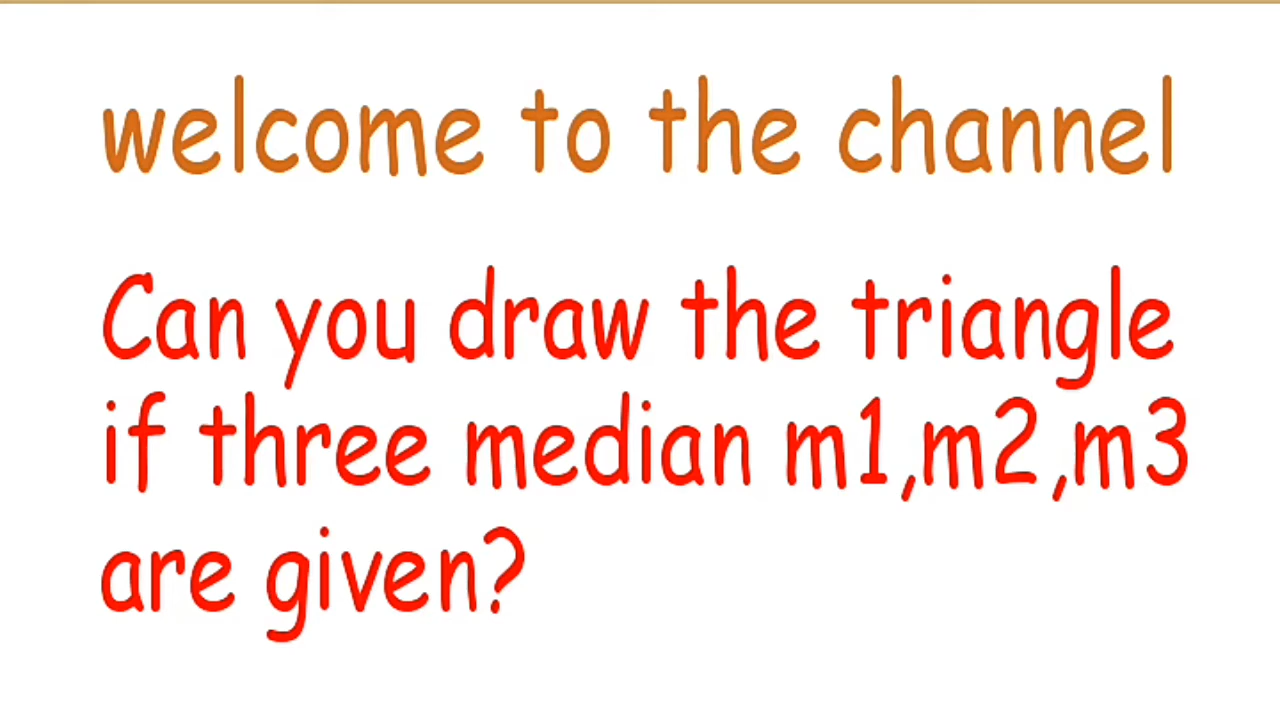 welcome to the channel
Can you draw the triangle
if three median m1,m2,m3
are given?